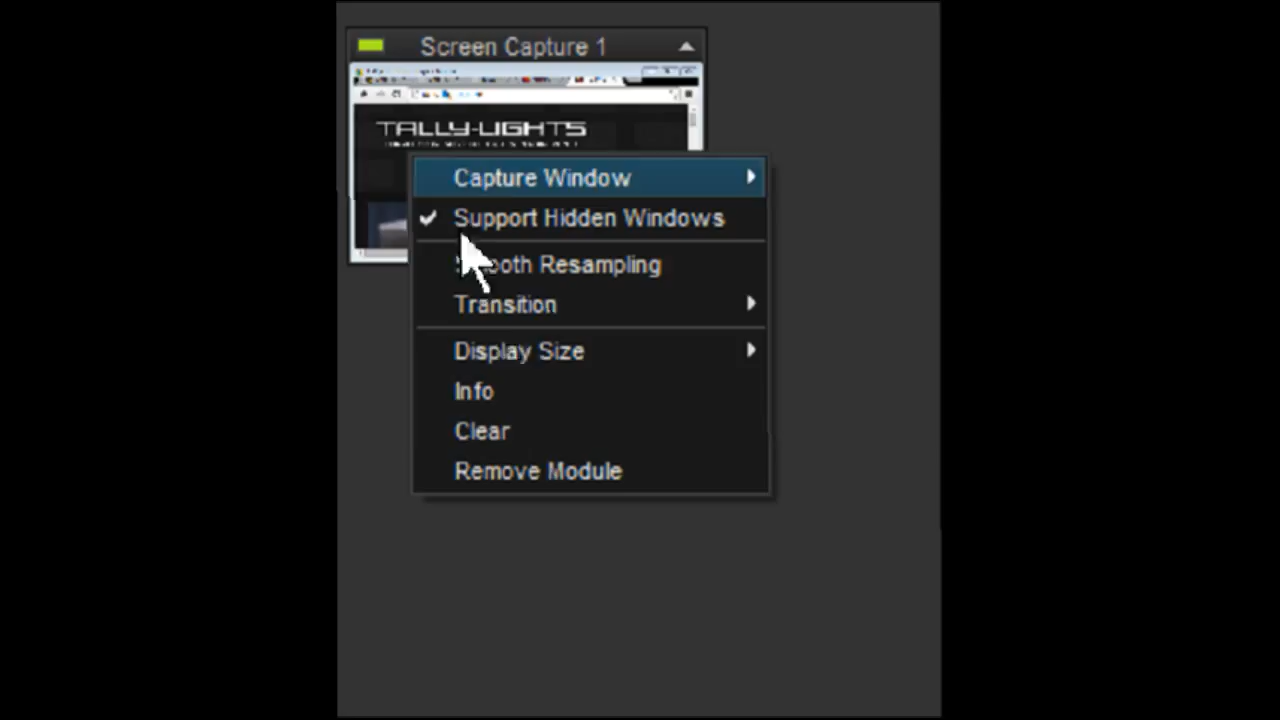 Screen Capture 1
TALLY-LIGHTS
Capture Window
Support Hidden Windows
Resampling
Transition
Display Size
Info
Clear
Remove Module